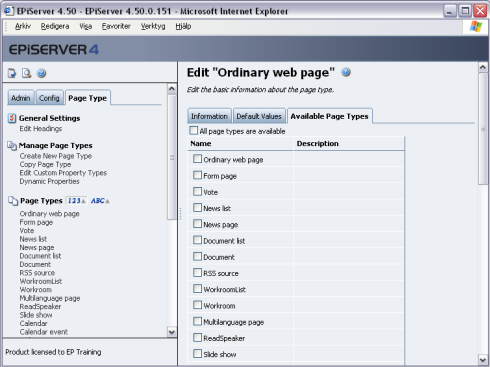 EPiServer 4.50 - EPiServer 4.50.0.151 - Microsoft Internet Explorer
Arkiv Redigera Visa Favoriter Verktyg Hjälp
EPiSERVER 4
Admin Config Page Type
General Settings
Edit Headings
Manage Page Types
Create New Page Type
Copy Page Type
Edit Custom Property Types
Dynamic Properties
Page Types 123 ABC
Ordinary web page
Form page
Vote
News list
News page
Document list
Document
RSS source
WorkroomList
Workroom
Multilanguage page
ReadSpeaker
Slide show
Calendar
Calendar event
Product licensed to EP Training
Edit "Ordinary web page"
Edit the basic information about the page type.
Information Default Values Available Page Types
All page types are available
Name Description
Ordinary web page
Form page
Vote
News list
News page
Document list
Document
RSS source
WorkroomList
Workroom
Multilanguage page
ReadSpeaker
Slide show